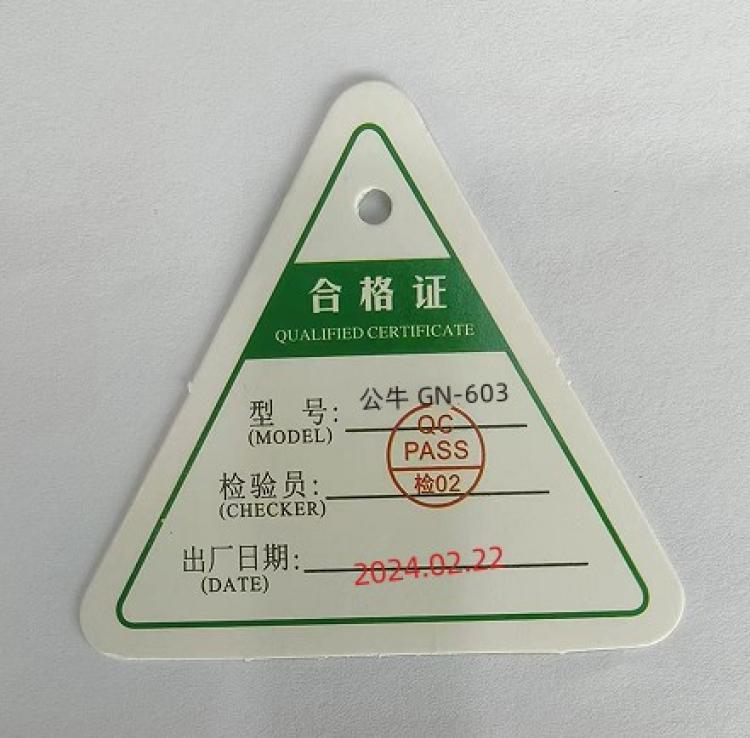 合格证
QUALIFIED CERTIFICATE
型 号: 公牛 GN-603
(MODEL)
QC
PASS
检验员: 检02
(CHECKER)
出厂日期: 2024.02.22
(DATE)